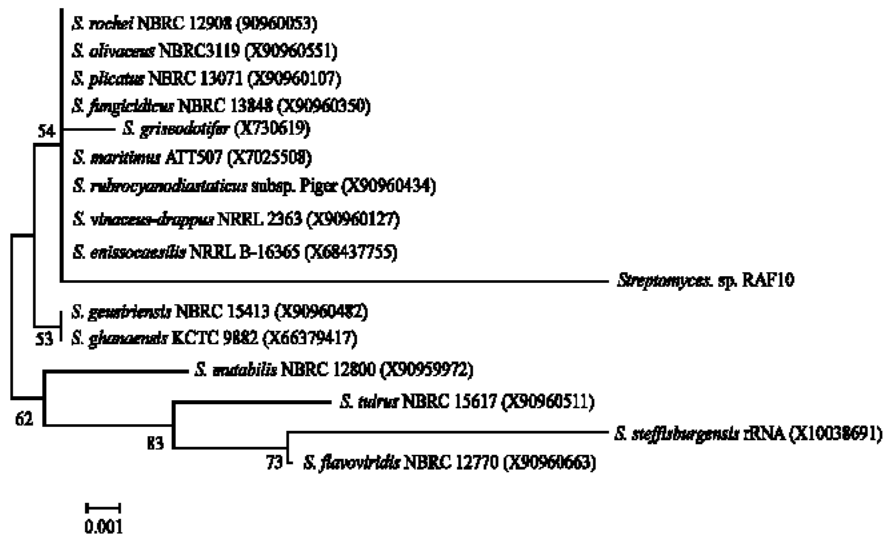 S. rochei NBRC 12908 (90960053)
S. olivaceus NBRC3119 (X90960551)
S. plicatus NBRC 13071 (X90960107)
S. fungicidicus NBRC 13848 (X90960350)
54
S. griseodotifer (X730619)
S. maritimus ATT507 (X7025508)
S. rubrocyanodiastaticus subsp. Piger (X90960434)
S. vinaceus-drappus NRRL 2363 (X90960127)
S. enissocaesilis NRRL B-16365 (X68437755)
Streptomyces. sp. RAF10
S. geusiriensis NBRC 15413 (X90960482)
53
S. ghanaensis KCTC 9882 (X66379417)
S. mutabilis NBRC 12800 (X90959972)
62
S. tuirus NBRC 15617 (X90960511)
83
S. steffisburgensis rRNA (X10038691)
73
S. flavoviridis NBRC 12770 (X90960663)
0.001